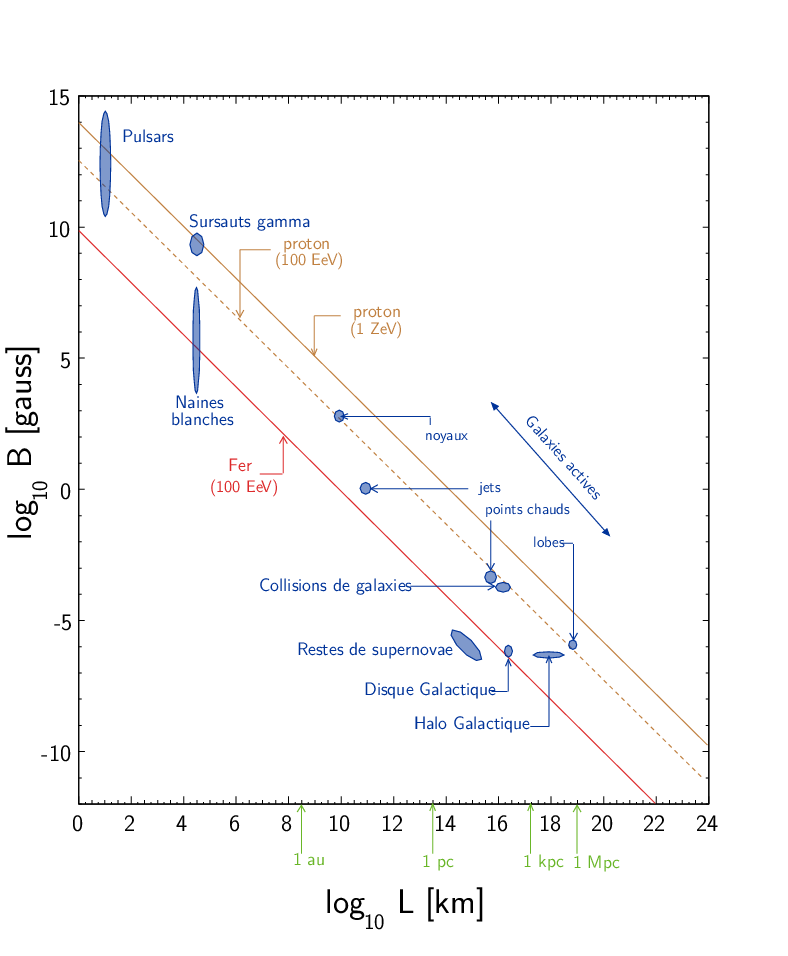 15
10
5
0
-5
-10
log10 B [gauss]
Pulsars
Sursauts gamma
proton
(100 EeV)
proton
(1 ZeV)
Naines
blanches
noyaux
Galaxies actives
Fer
(100 EeV)
jets
points chauds
lobes
Collisions de galaxies
Restes de supernovae
Disque Galactique
Halo Galactique
0 2 4 6 8 10 12 14 16 18 20 22 24
1 au 1 pc 1 kpc 1 Mpc
log10 L [km]